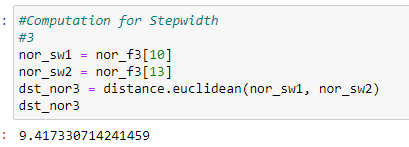 : #Computation for Stepwidth
#3
nor_sw1 = nor_f3[10]
nor_sw2 = nor_f3[13]
dst_nor3 = distance.euclidean(nor_sw1, nor_sw2)
dst_nor3
: 9.417330714241459